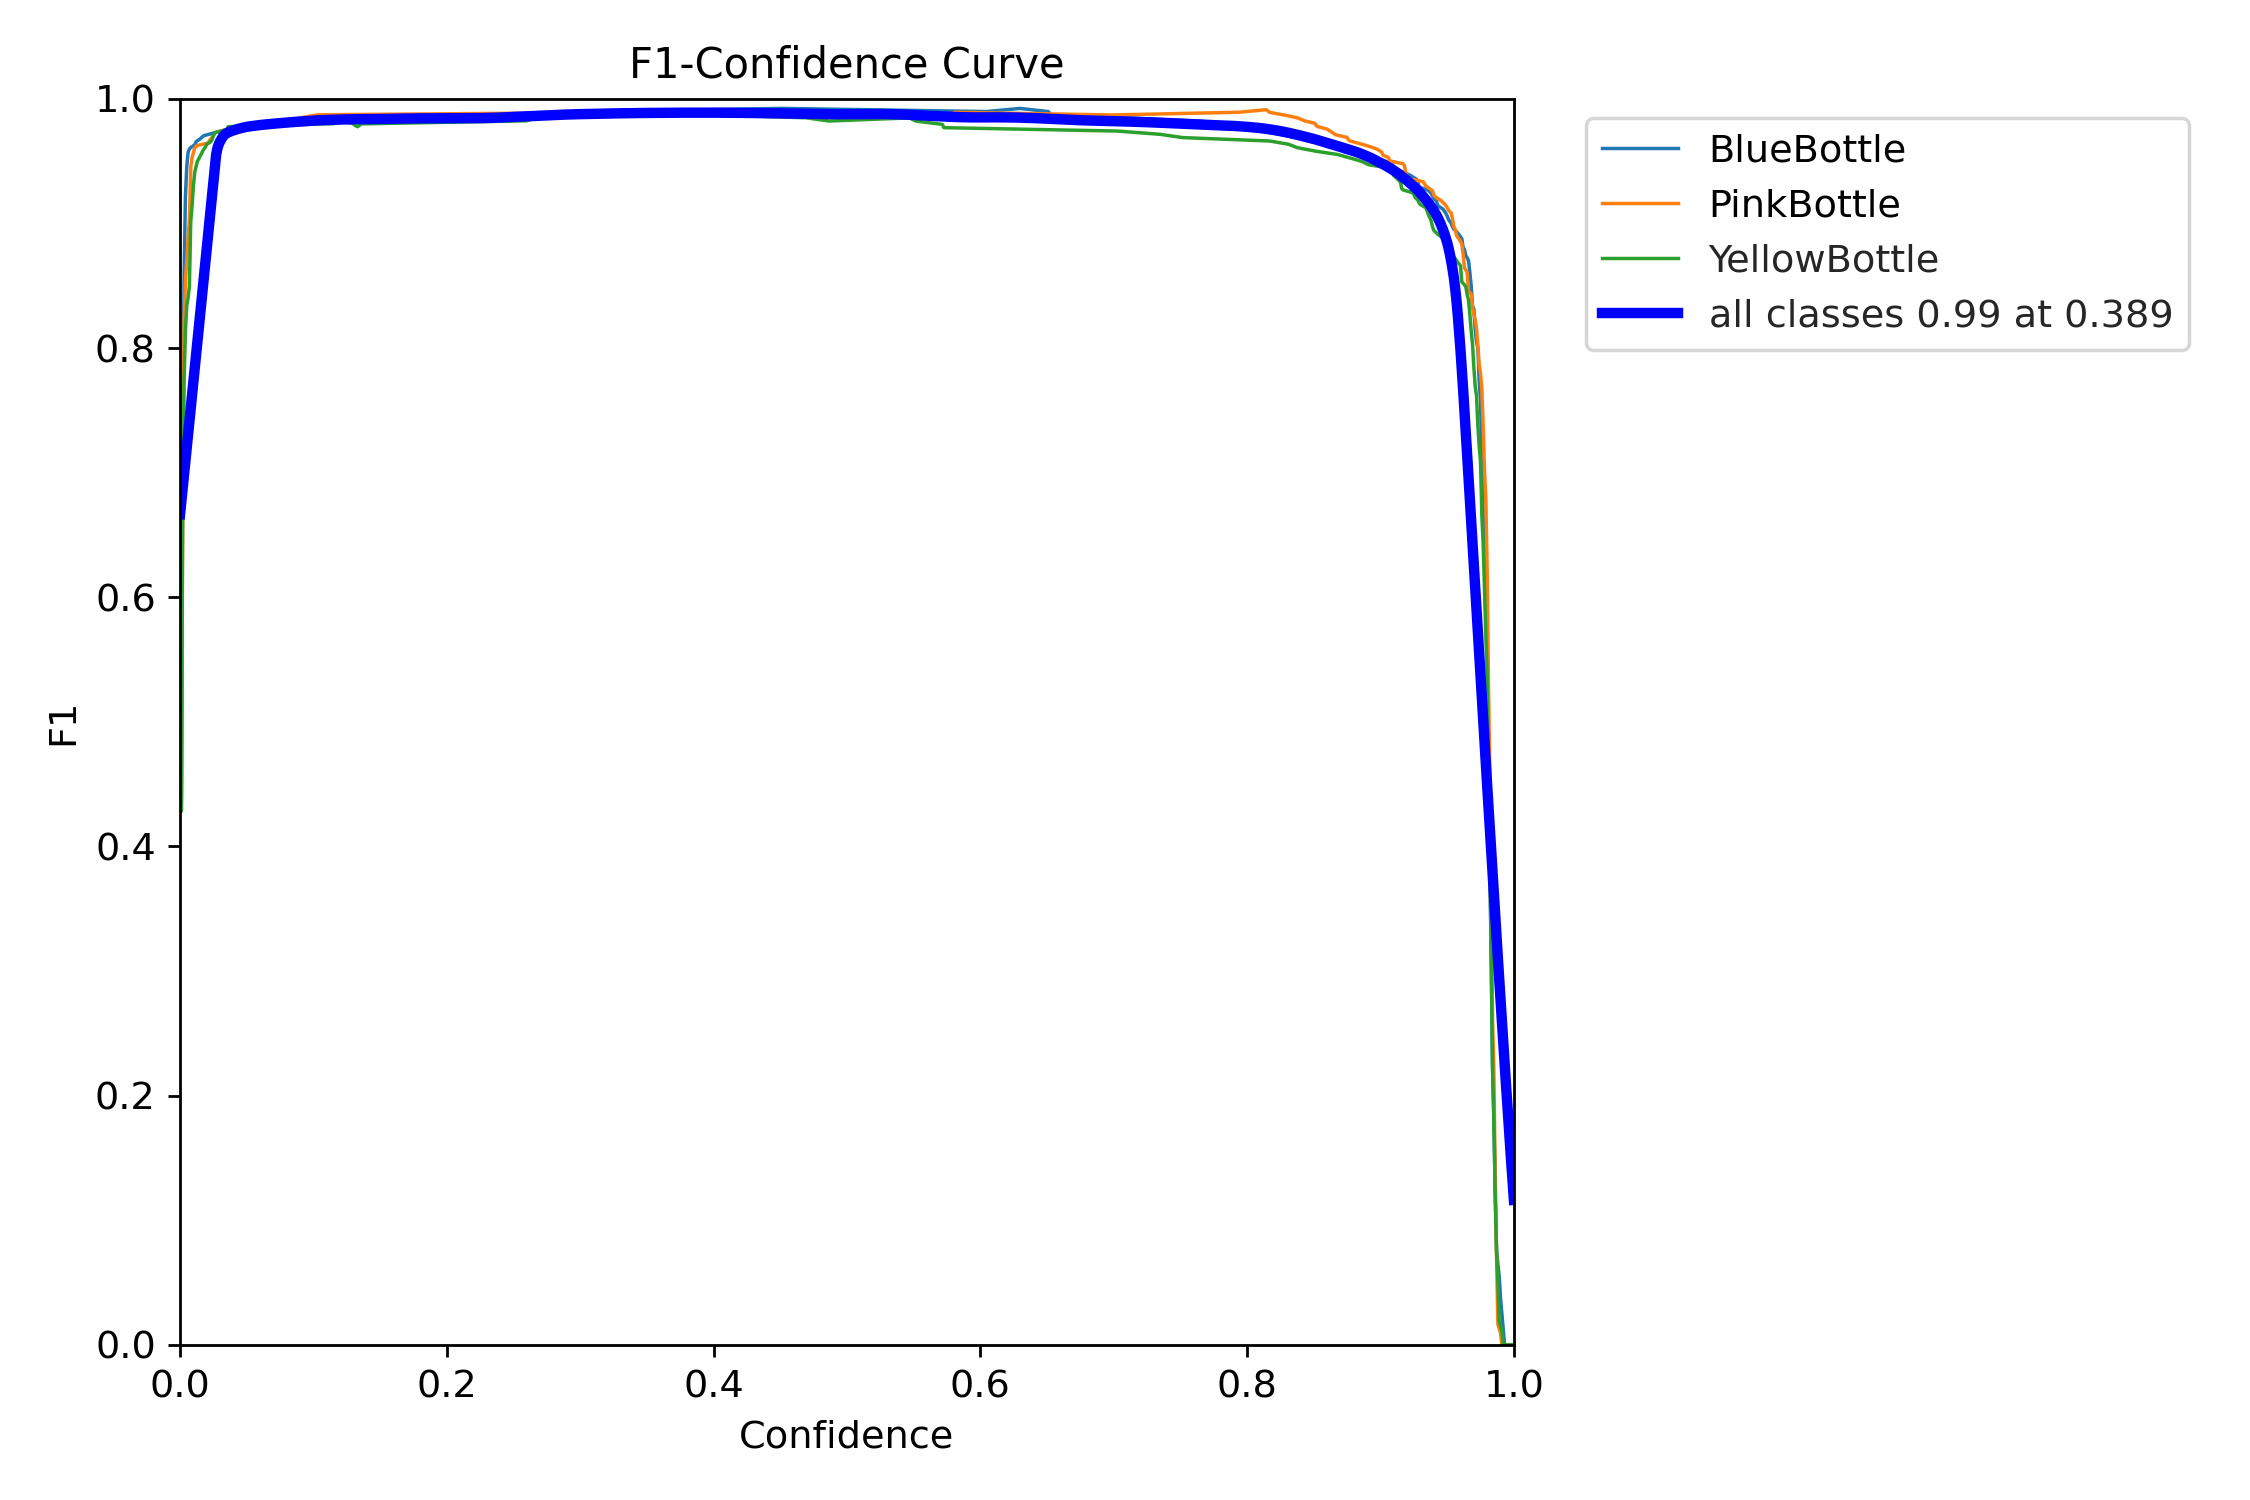 F1-Confidence Curve
1.0
0.8
0.6
0.4
0.2
0.0
F1
0.0 0.2 0.4 0.6 0.8 1.0
Confidence
BlueBottle
PinkBottle
YellowBottle
all classes 0.99 at 0.389